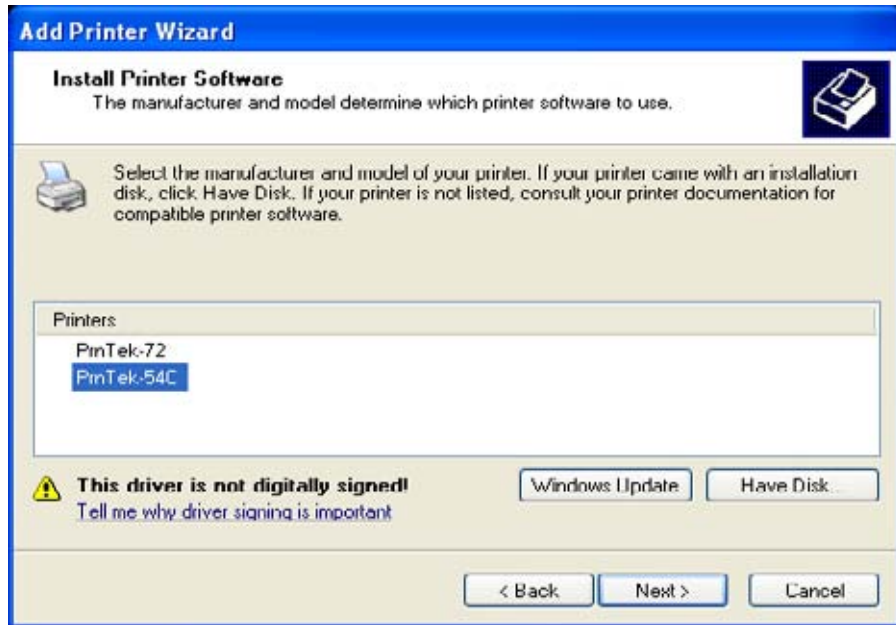 Add Printer Wizard
Install Printer Software
The manufacturer and model determine which printer software to use.
Select the manufacturer and model of your printer. If your printer came with an installation
disk, click Have Disk. If your printer is not listed, consult your printer documentation for
compatible printer software.
Printers
PrnTek-72
PrnTek-54C
This driver is not digitally signed!
Tell me why driver signing is important
Windows Update
Have Disk...
< Back
Next >
Cancel